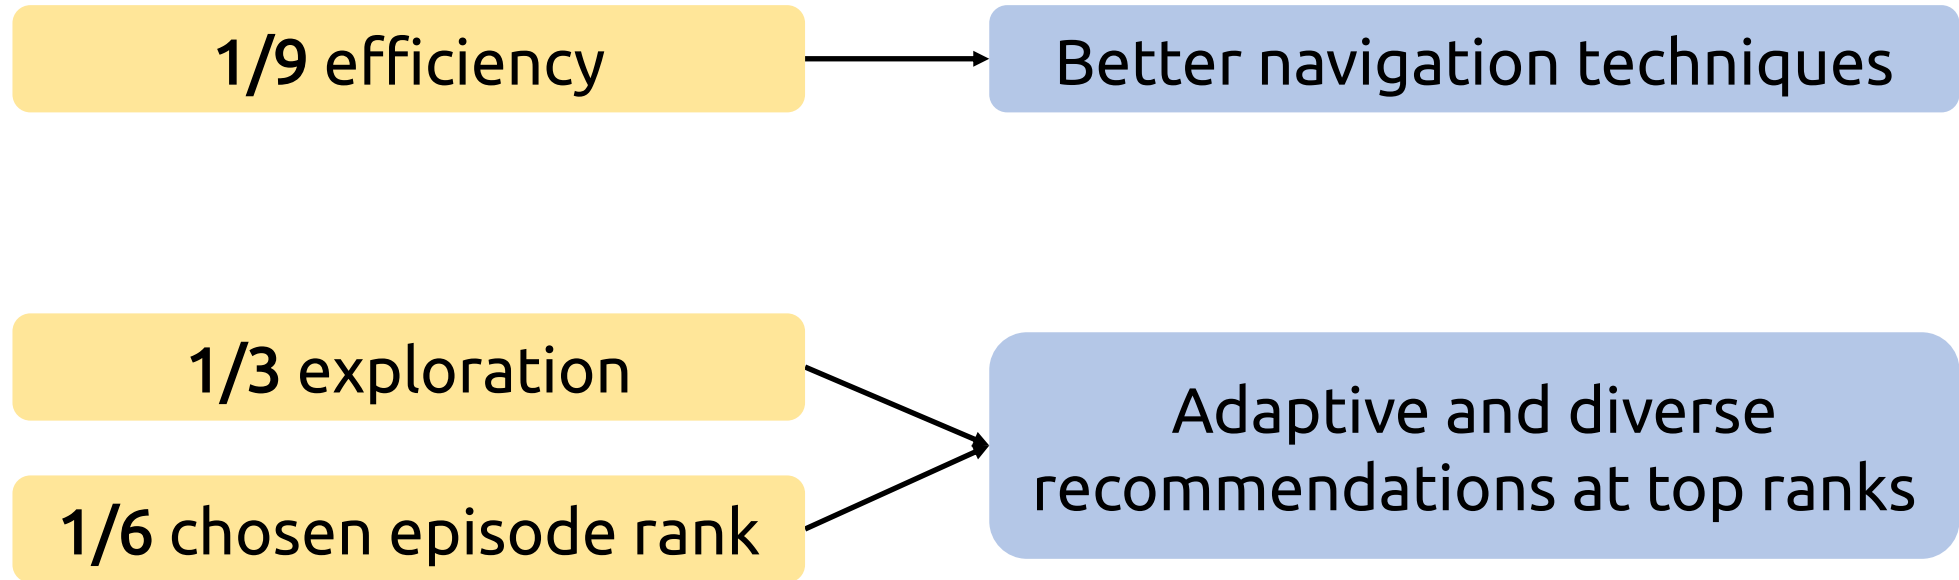 1/9 efficiency
Better navigation techniques
1/3 exploration
1/6 chosen episode rank
Adaptive and diverse
recommendations at top ranks